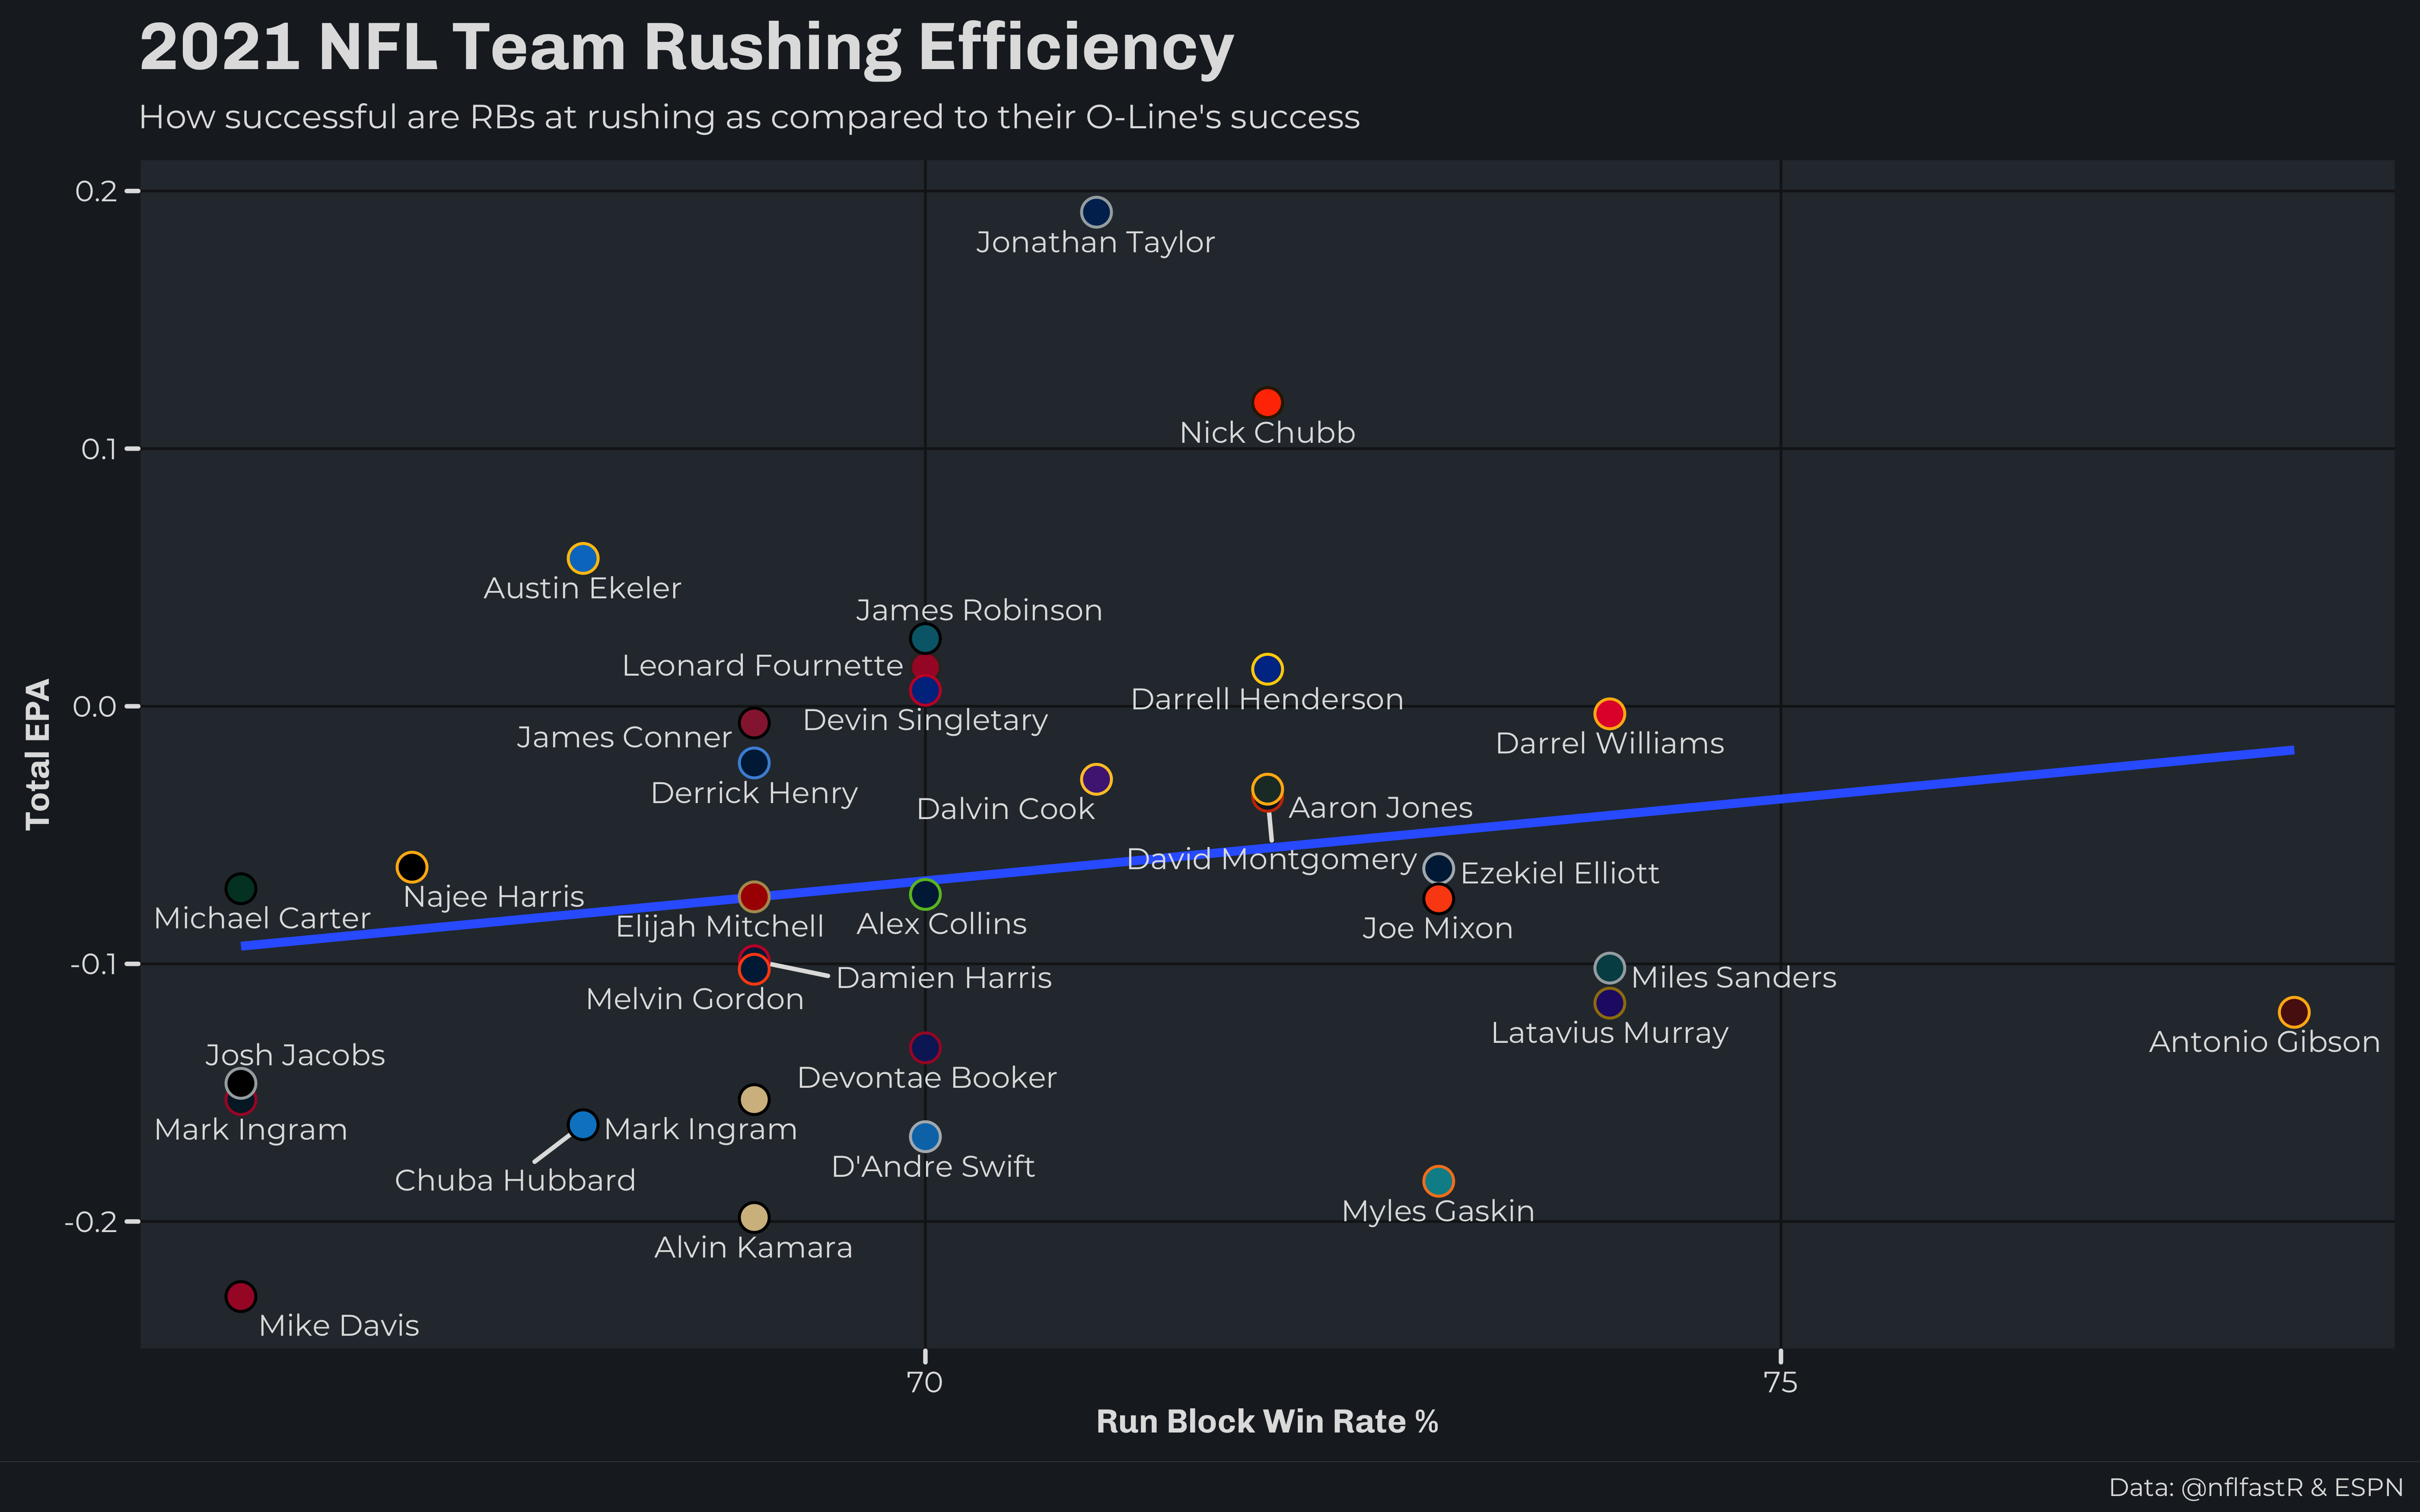 2021 NFL Team Rushing Efficiency
How successful are RBs at rushing as compared to their O-Line's success
0.2
Jonathan Taylor
Nick Chubb
0.1
Austin Ekeler
James Robinson
Leonard Fournette
Darrell Henderson
0.0
Devin Singletary
James Conner
Darrel Williams
Derrick Henry
Dalvin Cook
Aaron Jones
David Montgomery
Ezekiel Elliott
Najee Harris
Michael Carter
Elijah Mitchell
Alex Collins
Joe Mixon
-0.1
Damien Harris
Miles Sanders
Melvin Gordon
Latavius Murray
Antonio Gibson
Josh Jacobs
Devontae Booker
Mark Ingram
Mark Ingram
D'Andre Swift
Chuba Hubbard
Myles Gaskin
-0.2
Alvin Kamara
Mike Davis
Total EPA
70
75
Run Block Win Rate %
Data: @nflfastR & ESPN